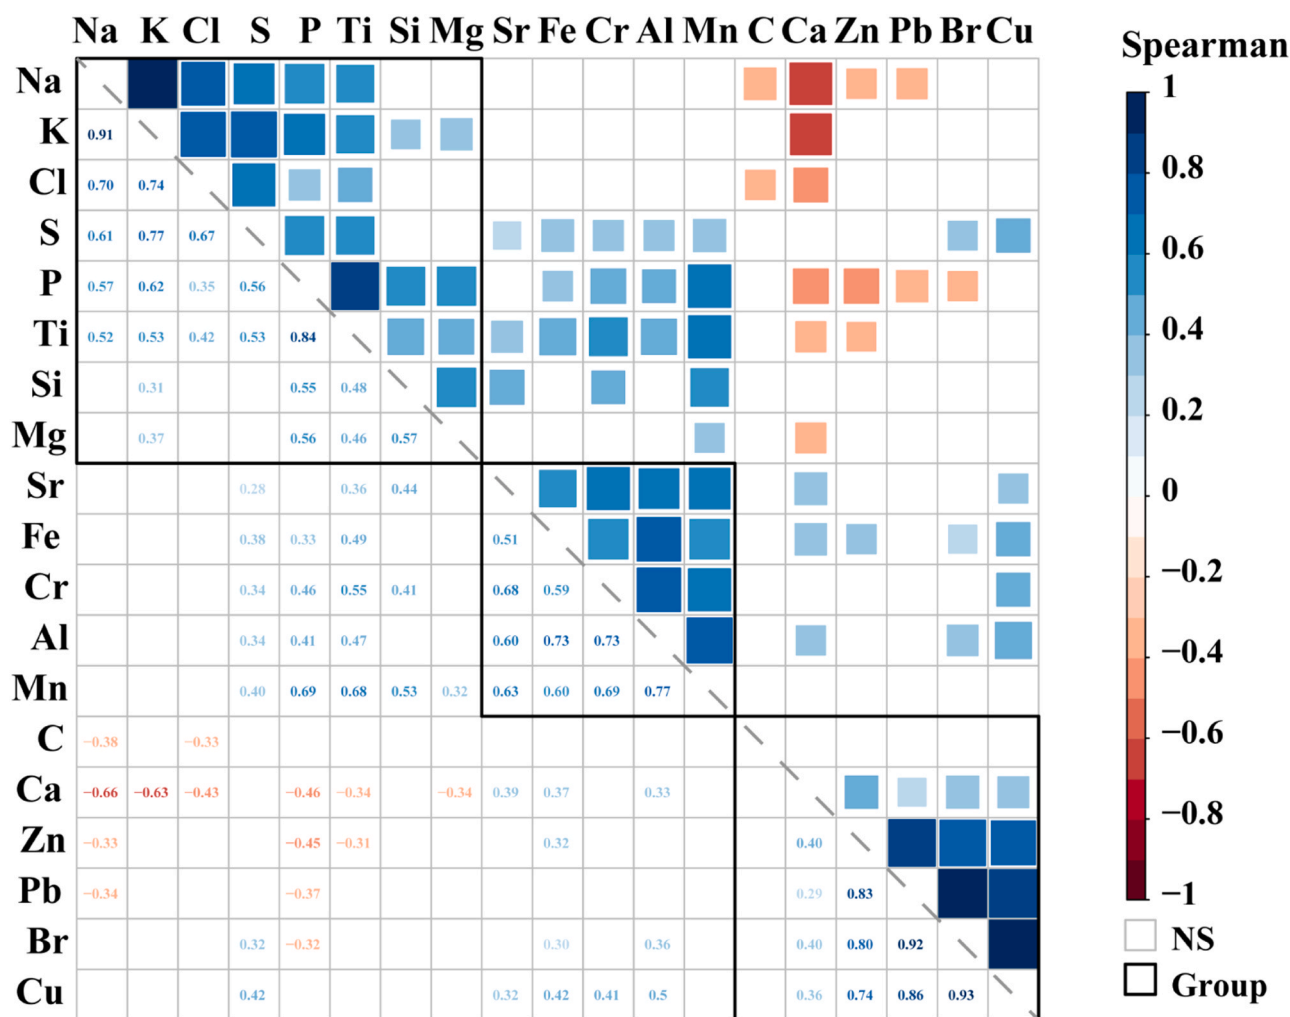 Na K Cl S P Ti Si Mg Sr Fe Cr Al Mn C Ca Zn Pb Br Cu
Spearman
Na
K 0.91
Cl 0.70 0.74
S 0.61 0.77 0.67
P 0.57 0.62 0.35 0.56
Ti 0.52 0.53 0.42 0.53 0.84
Si 0.31 0.55 0.48
Mg 0.37 0.56 0.46 0.57
Sr 0.28 0.36 0.44
Fe 0.38 0.33 0.49 0.51
Cr 0.34 0.46 0.55 0.41 0.68 0.59
Al 0.34 0.41 0.47 0.60 0.73 0.73
Mn 0.40 0.69 0.68 0.53 0.32 0.63 0.60 0.69 0.77
C −0.38 −0.33
Ca −0.66 −0.63 −0.43 −0.46 −0.34 −0.34 0.39 0.37 0.33
Zn −0.33 −0.45 −0.31 0.32 0.40
Pb −0.34 −0.37 0.29 0.83
Br 0.32 −0.32 0.30 0.36 0.40 0.80 0.92
Cu 0.42 0.32 0.42 0.41 0.5 0.36 0.74 0.86 0.93
1
0.8
0.6
0.4
0.2
0
−0.2
−0.4
−0.6
−0.8
−1
NS
Group